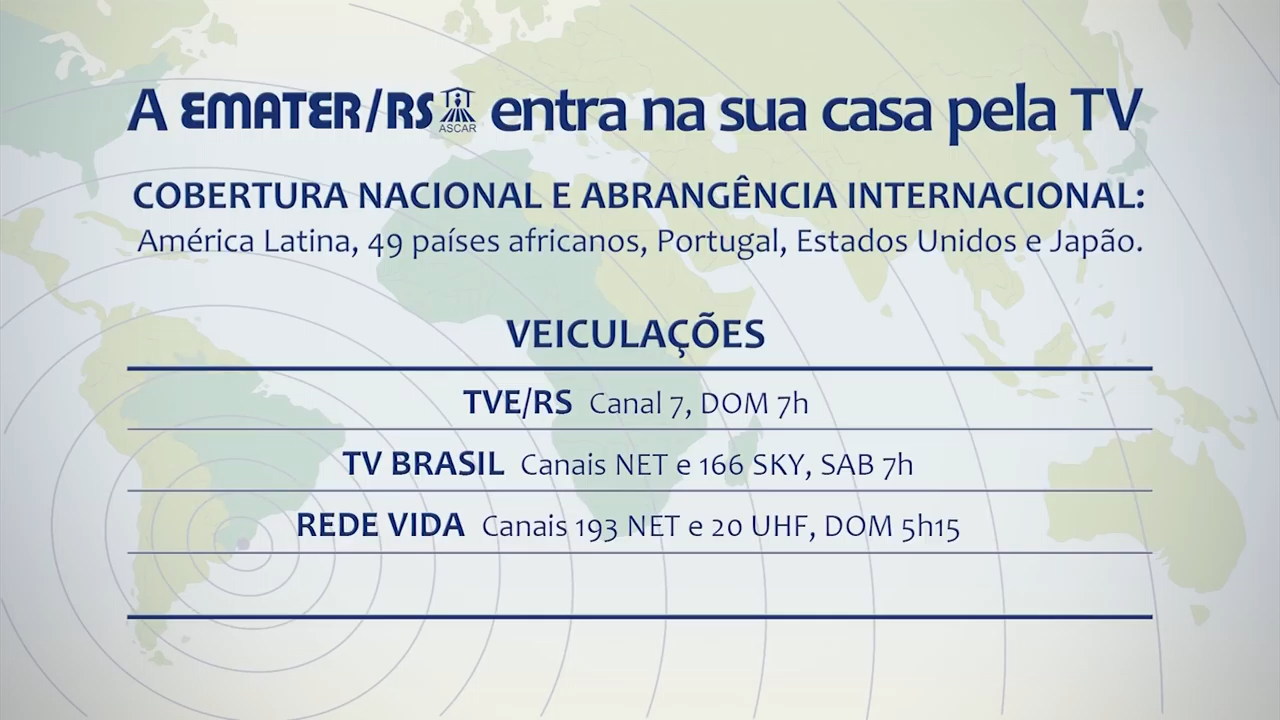 A EMATER/RS ASCAR entra na sua casa pela TV
COBERTURA NACIONAL E ABRANGÊNCIA INTERNACIONAL:
América Latina, 49 países africanos, Portugal, Estados Unidos e Japão.
VEICULAÇÕES
TVE/RS Canal 7, DOM 7h
TV BRASIL Canais NET e 166 SKY, SAB 7h
REDE VIDA Canais 193 NET e 20 UHF, DOM 5h15